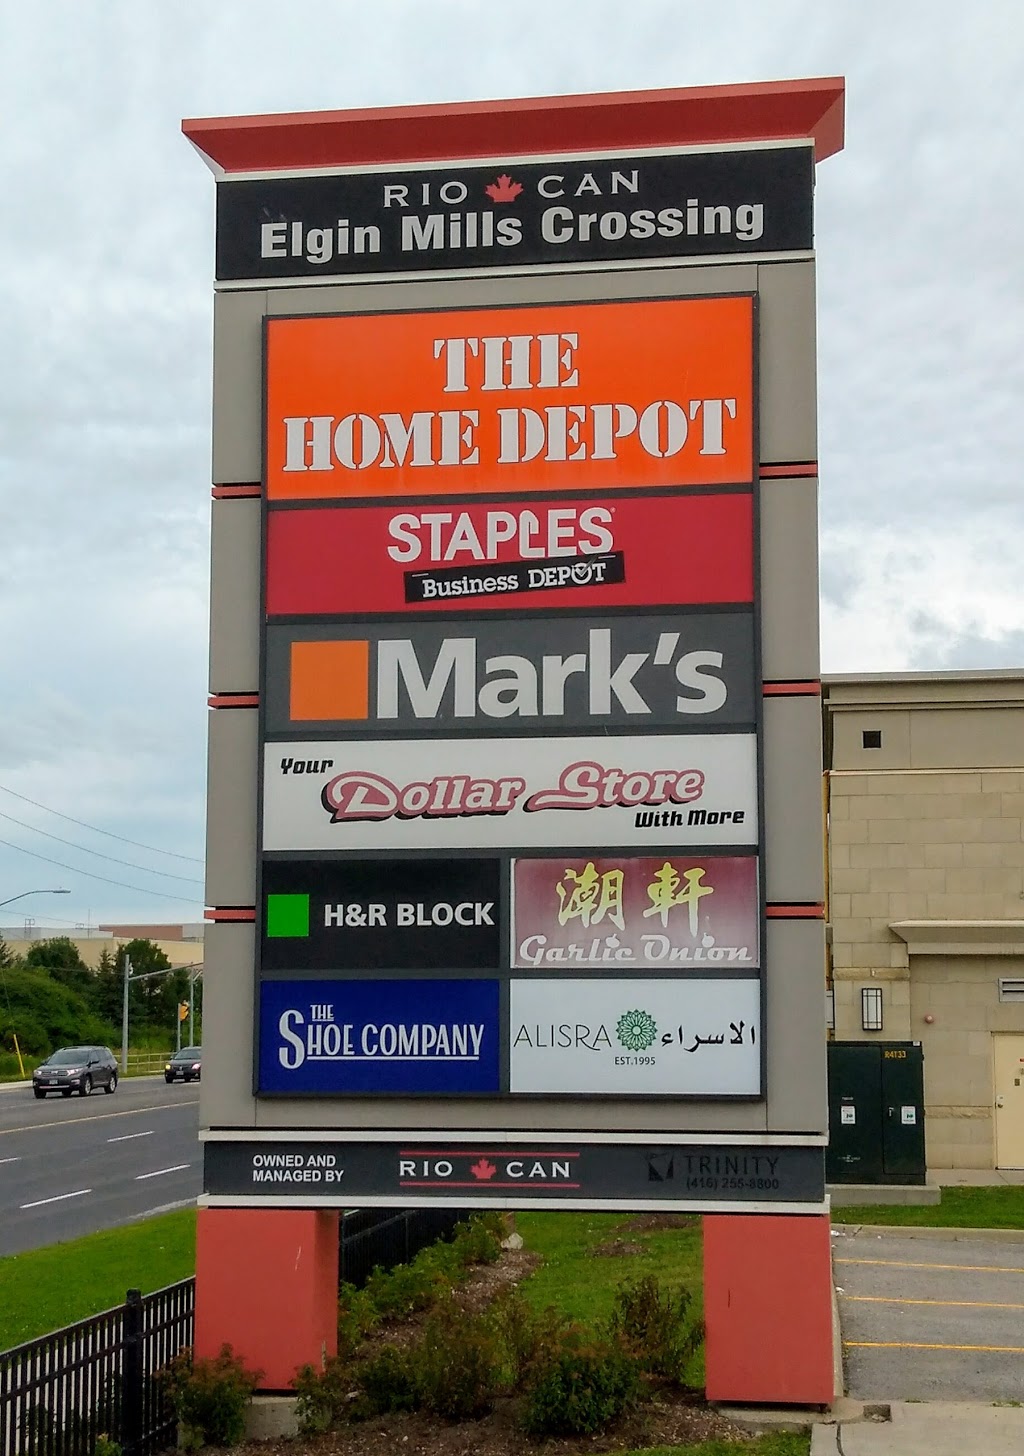 RIO CAN
Elgin Mills Crossing
THE
HOME DEPOT
STAPLES
Business DEPOT
Mark's
Your
Dollar Store
With More
H&R BLOCK
潮軒
Garlic Onion
THE
SHOE COMPANY
ALISRA الاسراء
EST.1995
OWNED AND
MANAGED BY
RIO CAN
TRINITY
(416) 255-8800
R4133